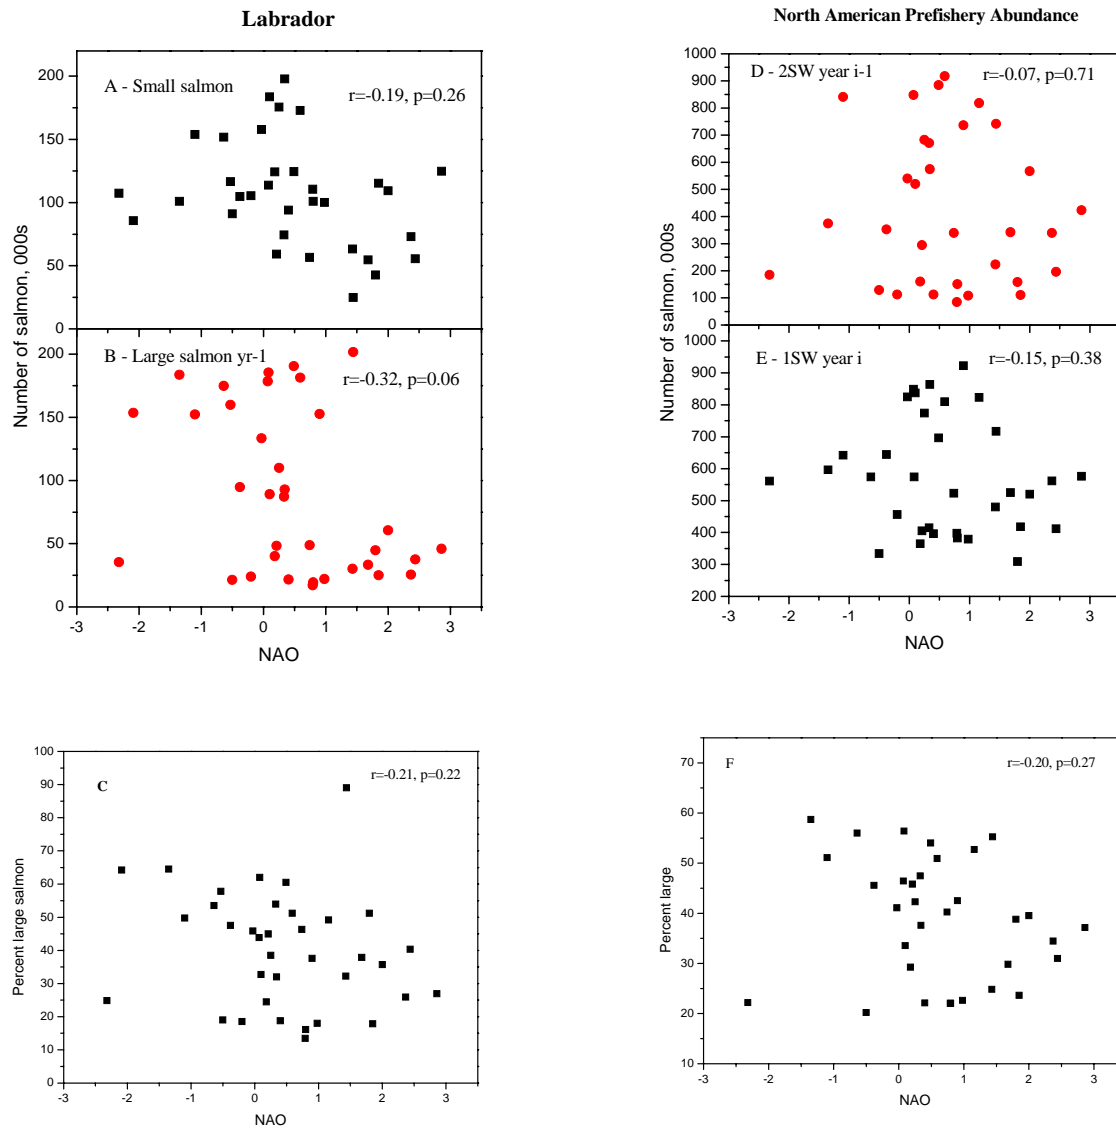 Labrador
A - Small salmon
r=-0.19, p=0.26
200
150
100
50
0
B - Large salmon yr-1
r=-0.32, p=0.06
200
150
100
50
0
Number of salmon, 000s
-3 -2 -1 0 1 2 3
NAO
North American Prefishery Abundance
D - 2SW year i-1
r=-0.07, p=0.71
1000
900
800
700
600
500
400
300
200
100
0
E - 1SW year i
r=-0.15, p=0.38
900
800
700
600
500
400
300
200
Number of salmon, 000s
-3 -2 -1 0 1 2 3
NAO
C
r=-0.21, p=0.22
100
90
80
70
60
50
40
30
20
10
0
Percent large salmon
-3 -2 -1 0 1 2 3
NAO
F
r=-0.20, p=0.27
70
60
50
40
30
20
10
Percent large
-3 -2 -1 0 1 2 3
NAO